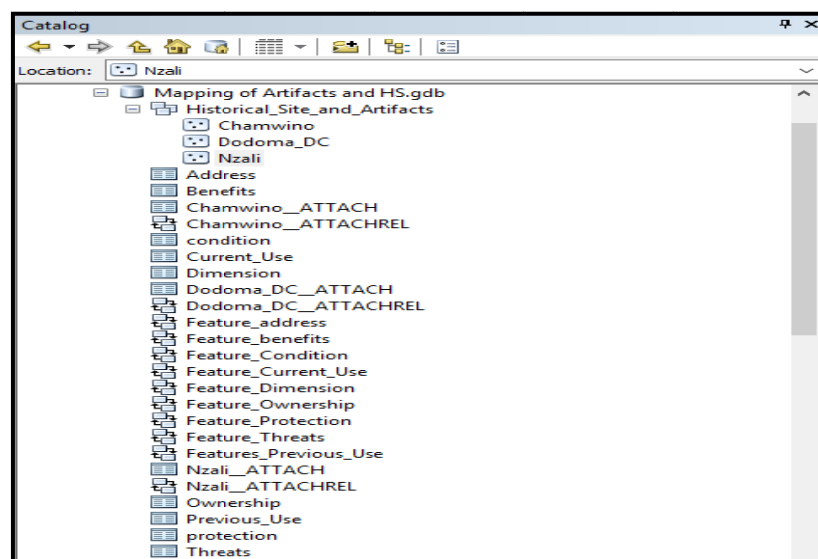 Catalog
Location: Nzali
Mapping of Artifacts and HS.gdb
Historical_Site_and_Artifacts
Chamwino
Dodoma_DC
Nzali
Address
Benefits
Chamwino__ATTACH
Chamwino__ATTACHREL
condition
Current_Use
Dimension
Dodoma_DC__ATTACH
Dodoma_DC__ATTACHREL
Feature_address
Feature_benefits
Feature_Condition
Feature_Current_Use
Feature_Dimension
Feature_Ownership
Feature_Protection
Feature_Threats
Features_Previous_Use
Nzali__ATTACH
Nzali__ATTACHREL
Ownership
Previous_Use
protection
Threats